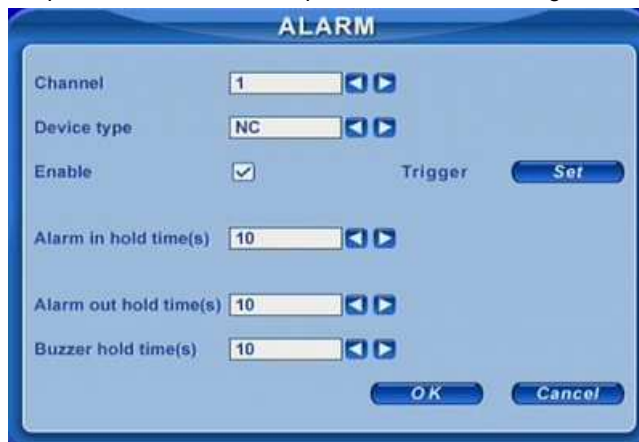 ALARM
Channel 1
Device type NC
Enable Trigger Set
Alarm in hold time(s) 10
Alarm out hold time(s) 10
Buzzer hold time(s) 10
OK Cancel